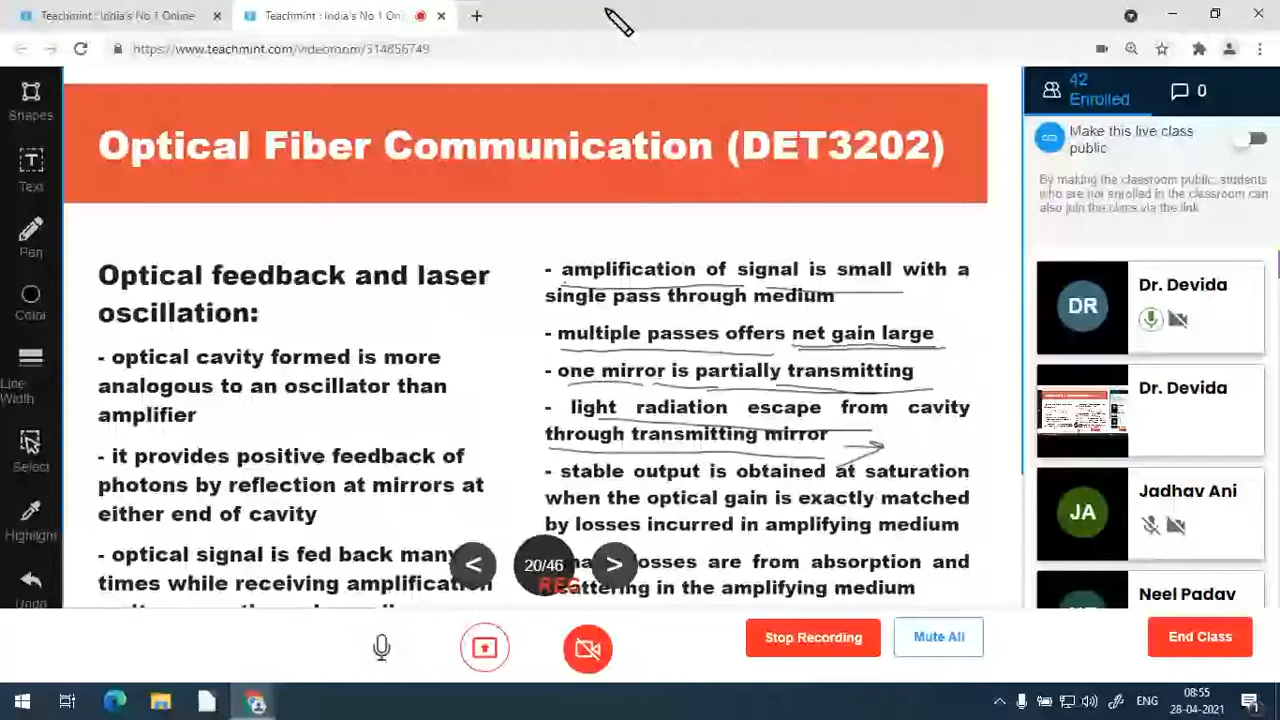 Teachmint : India's No 1 Online
Teachmint : India's No 1 On
https://www.teachmint.com/videoroom/314856749
Shapes
Text
Pen
Color
Line
Width
Select
Highlight
Undo
Optical Fiber Communication (DET3202)
Optical feedback and laser
oscillation:
- optical cavity formed is more
analogous to an oscillator than
amplifier
- it provides positive feedback of
photons by reflection at mirrors at
either end of cavity
- optical signal is fed back many
times while receiving amplification
- amplification of signal is small with a
single pass through medium
- multiple passes offers net gain large
- one mirror is partially transmitting
- light radiation escape from cavity
through transmitting mirror
- stable output is obtained at saturation
when the optical gain is exactly matched
by losses incurred in amplifying medium
losses are from absorption and
scattering in the amplifying medium
<
20/46
>
REC
42
Enrolled
0
Make this live class
public
By making the classroom public, students
who are not enrolled in the classroom can
also join the class via the link
DR
Dr. Devida
Dr. Devida
JA
Jadhav Ani
Neel Padav
Stop Recording
Mute All
End Class
ENG
08:55
28-04-2021